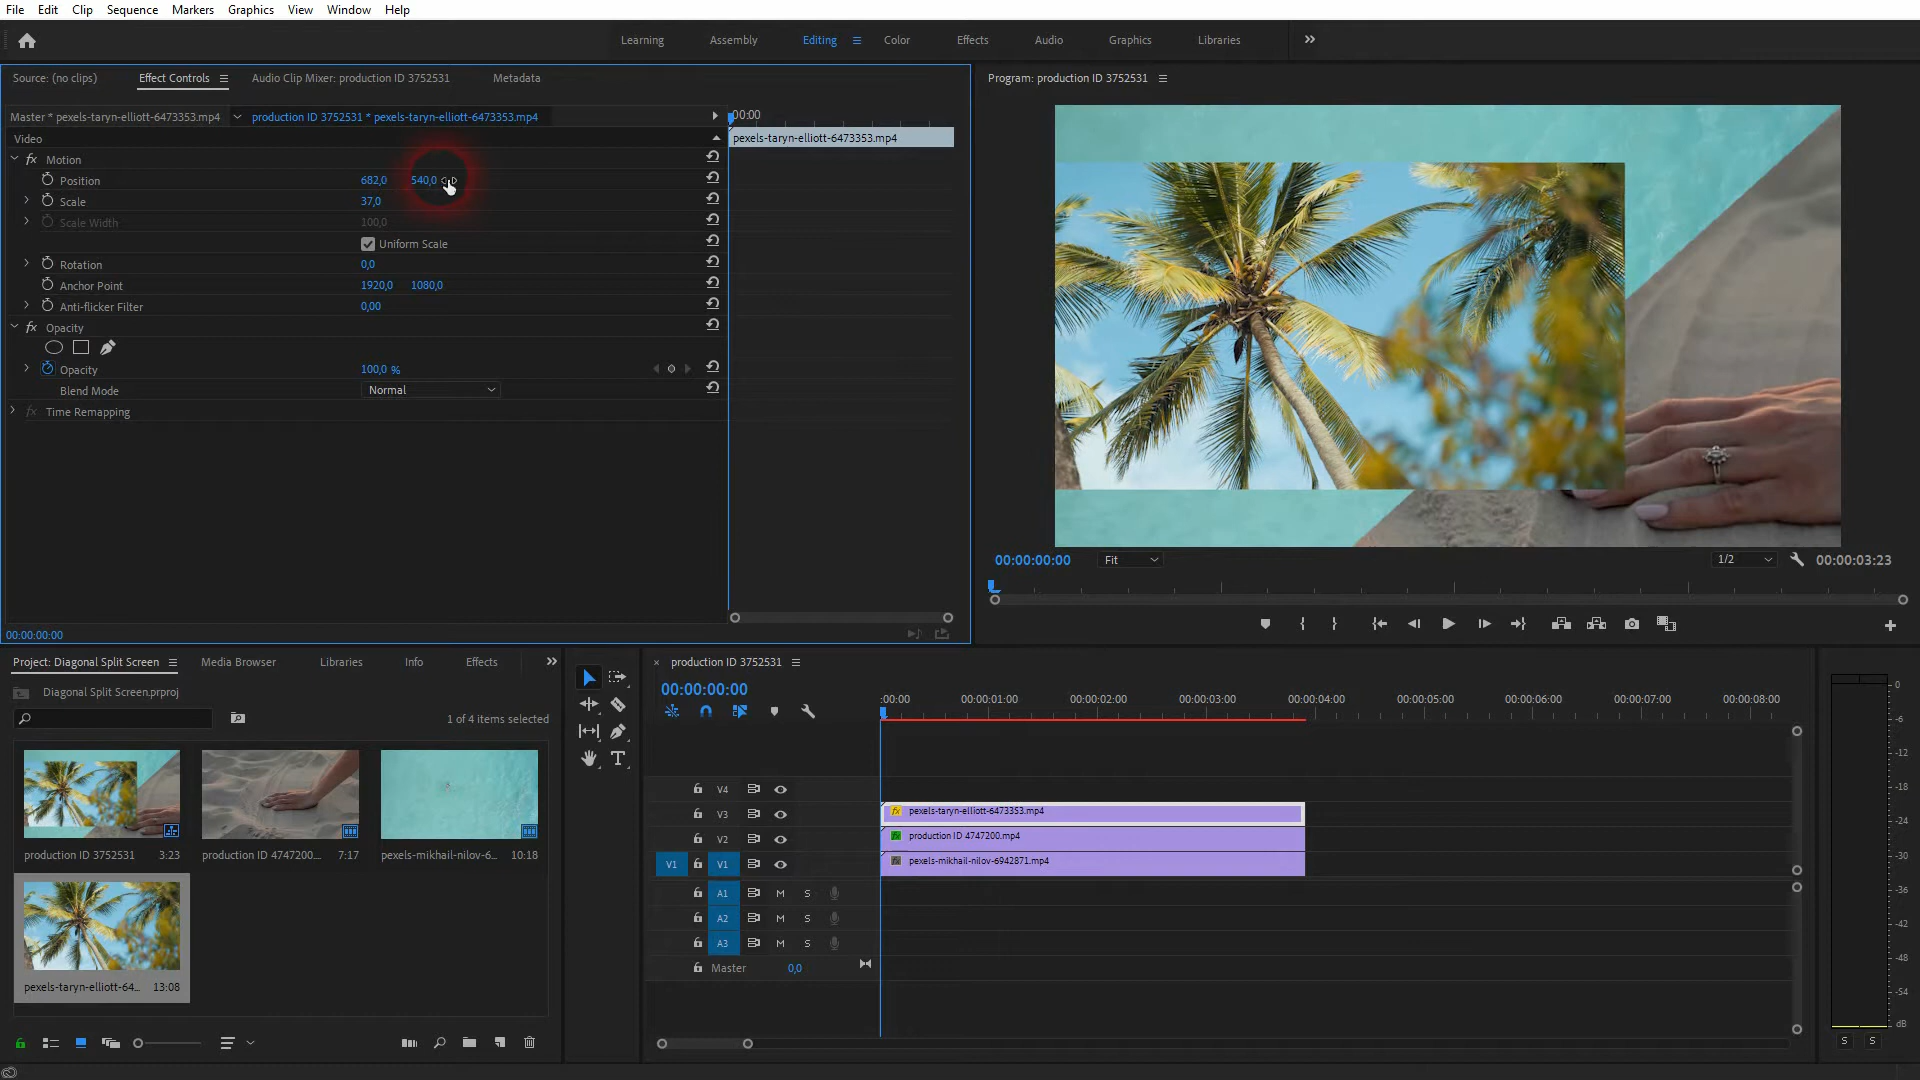 File Edit Clip Sequence Markers Graphics View Window Help
Learning Assembly Editing Color Effects Audio Graphics Libraries
Source: (no clips) Effect Controls Audio Clip Mixer: production ID 3752531 Metadata
Program: production ID 3752531
Master * pexels-taryn-elliott-6473353.mp4 production ID 3752531 * pexels-taryn-elliott-6473353.mp4
00:00
Video
pexels-taryn-elliott-6473353.mp4
fx Motion
Position 682,0 540,0
Scale 37,0
Scale Width 100,0
Uniform Scale
Rotation 0,0
Anchor Point 1920,0 1080,0
Anti-flicker Filter 0,00
fx Opacity
Opacity 100,0 %
Blend Mode Normal
fx Time Remapping
00:00:00:00
00:00:00:00 Fit 1/2 00:00:03:23
Project: Diagonal Split Screen Media Browser Libraries Info Effects
Diagonal Split Screen.prproj
1 of 4 items selected
production ID 3752531 3:23
production ID 4747200... 7:17
pexels-mikhail-nilov-6... 10:18
pexels-taryn-elliott-64... 13:08
production ID 3752531
00:00:00:00
:00:00 00:00:01:00 00:00:02:00 00:00:03:00 00:00:04:00 00:00:05:00 00:00:06:00 00:00:07:00 00:00:08:00
V4
V3 fx pexels-taryn-elliott-6473353.mp4
V2 fx production ID 4747200.mp4
V1 V1 fx pexels-mikhail-nilov-6942871.mp4
A1 M S
A2 M S
A3 M S
Master 0,0
0
-6
-12
-18
-24
-30
-36
-42
-48
-54
dB
S S